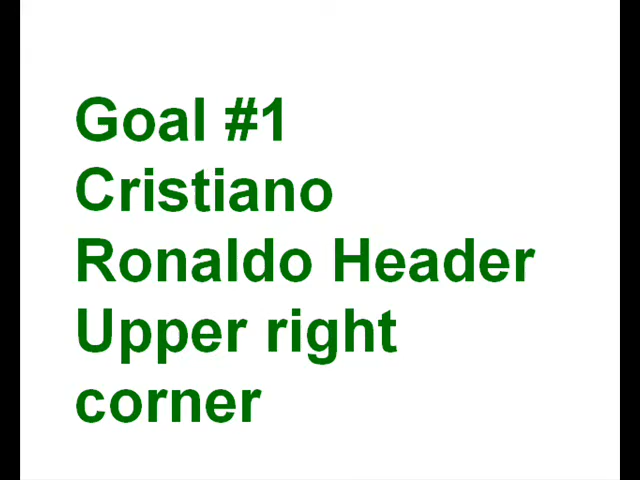 Goal #1
Cristiano
Ronaldo Header
Upper right
corner